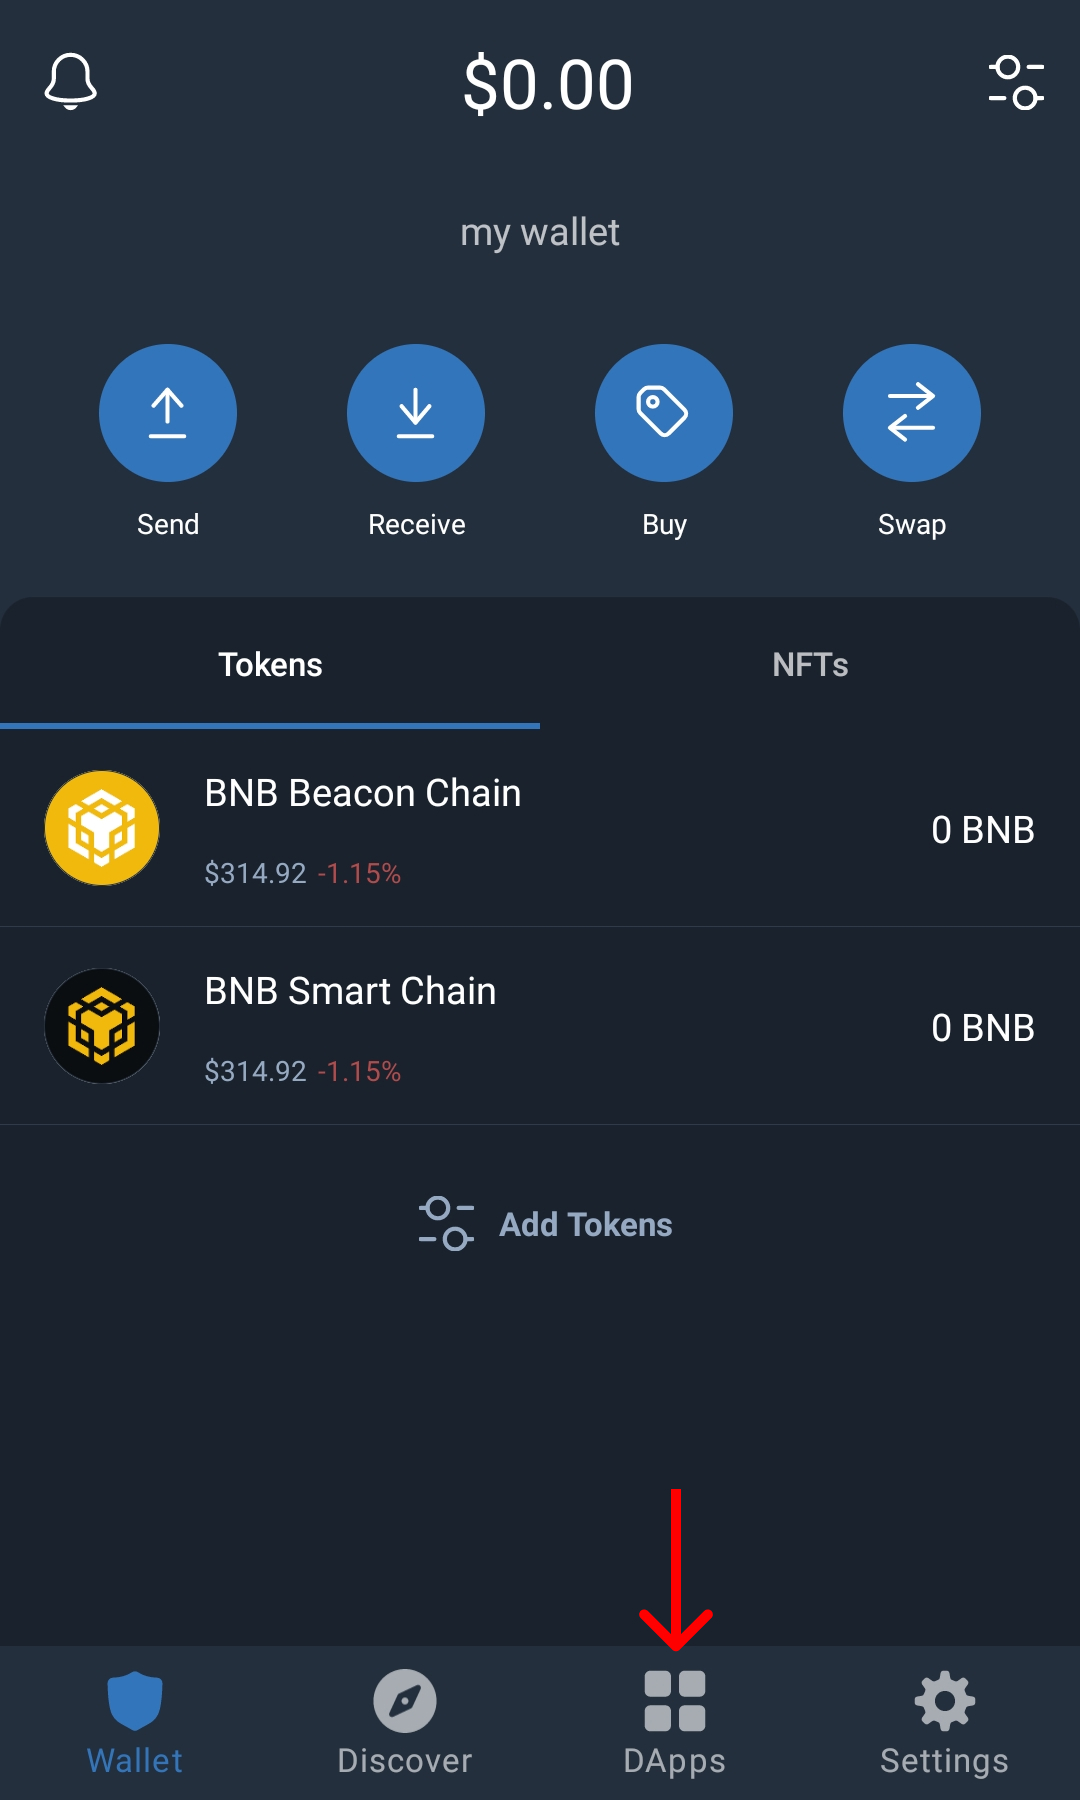 $0.00
my wallet
Send Receive Buy Swap
Tokens NFTs
BNB Beacon Chain
0 BNB
$314.92 -1.15%
BNB Smart Chain
0 BNB
$314.92 -1.15%
Add Tokens
Wallet Discover DApps Settings